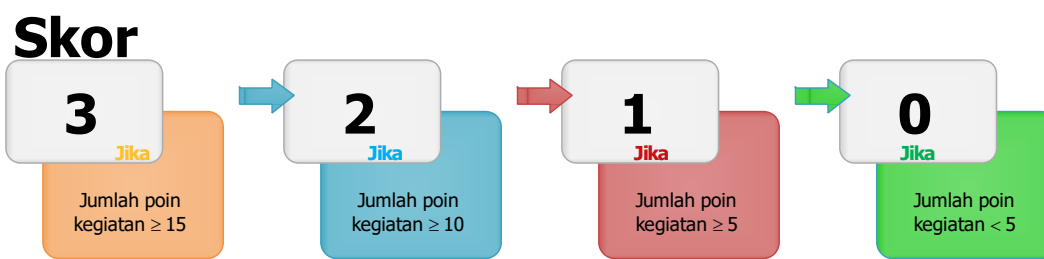 Skor
3
Jika
Jumlah poin
kegiatan ≥ 15
2
Jika
Jumlah poin
kegiatan ≥ 10
1
Jika
Jumlah poin
kegiatan ≥ 5
0
Jika
Jumlah poin
kegiatan < 5